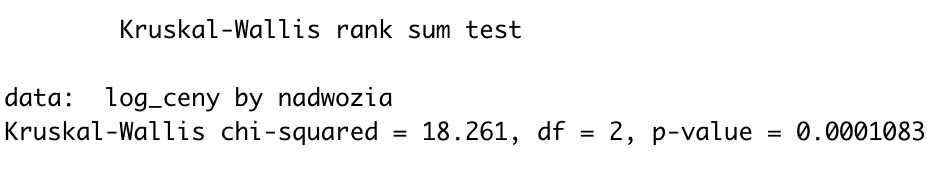 Kruskal-Wallis rank sum test
data:  log_ceny by nadwozia
Kruskal-Wallis chi-squared = 18.261, df = 2, p-value = 0.0001083